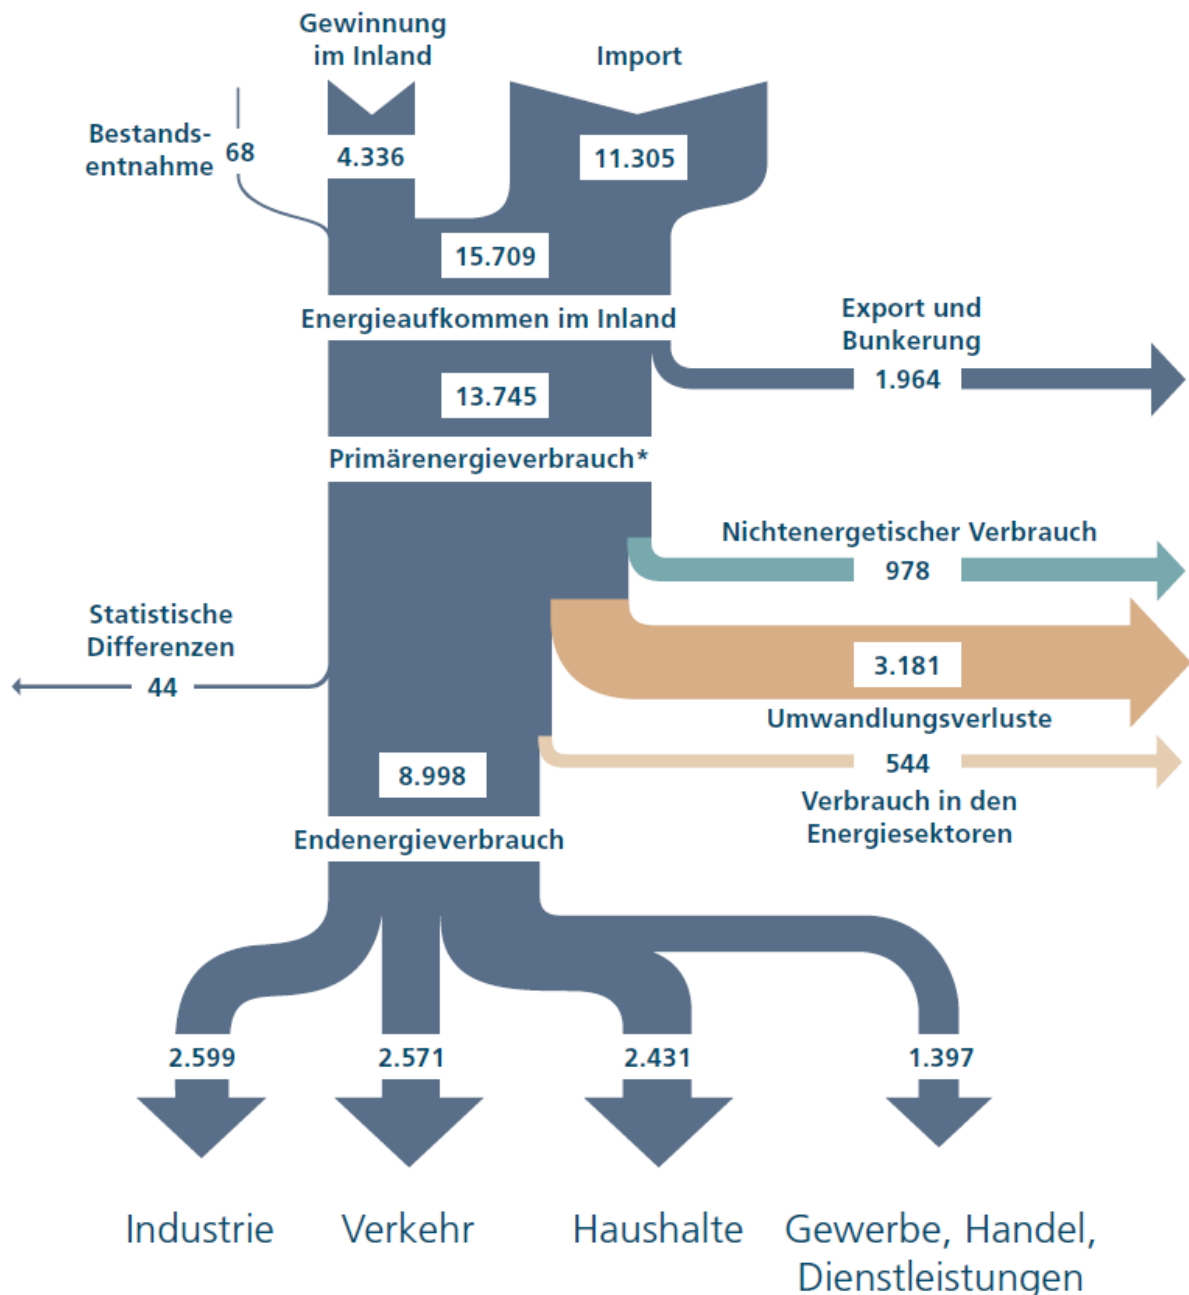 Gewinnung
im Inland
Import
Bestands-
entnahme
68
4.336
11.305
15.709
Energieaufkommen im Inland
Export und
Bunkerung
1.964
13.745
Primärenergieverbrauch*
Nichtenergetischer Verbrauch
978
Statistische
Differenzen
44
3.181
Umwandlungsverluste
8.998
544
Verbrauch in den
Energiesektoren
Endenergieverbrauch
2.599
2.571
2.431
1.397
Industrie
Verkehr
Haushalte
Gewerbe, Handel,
Dienstleistungen